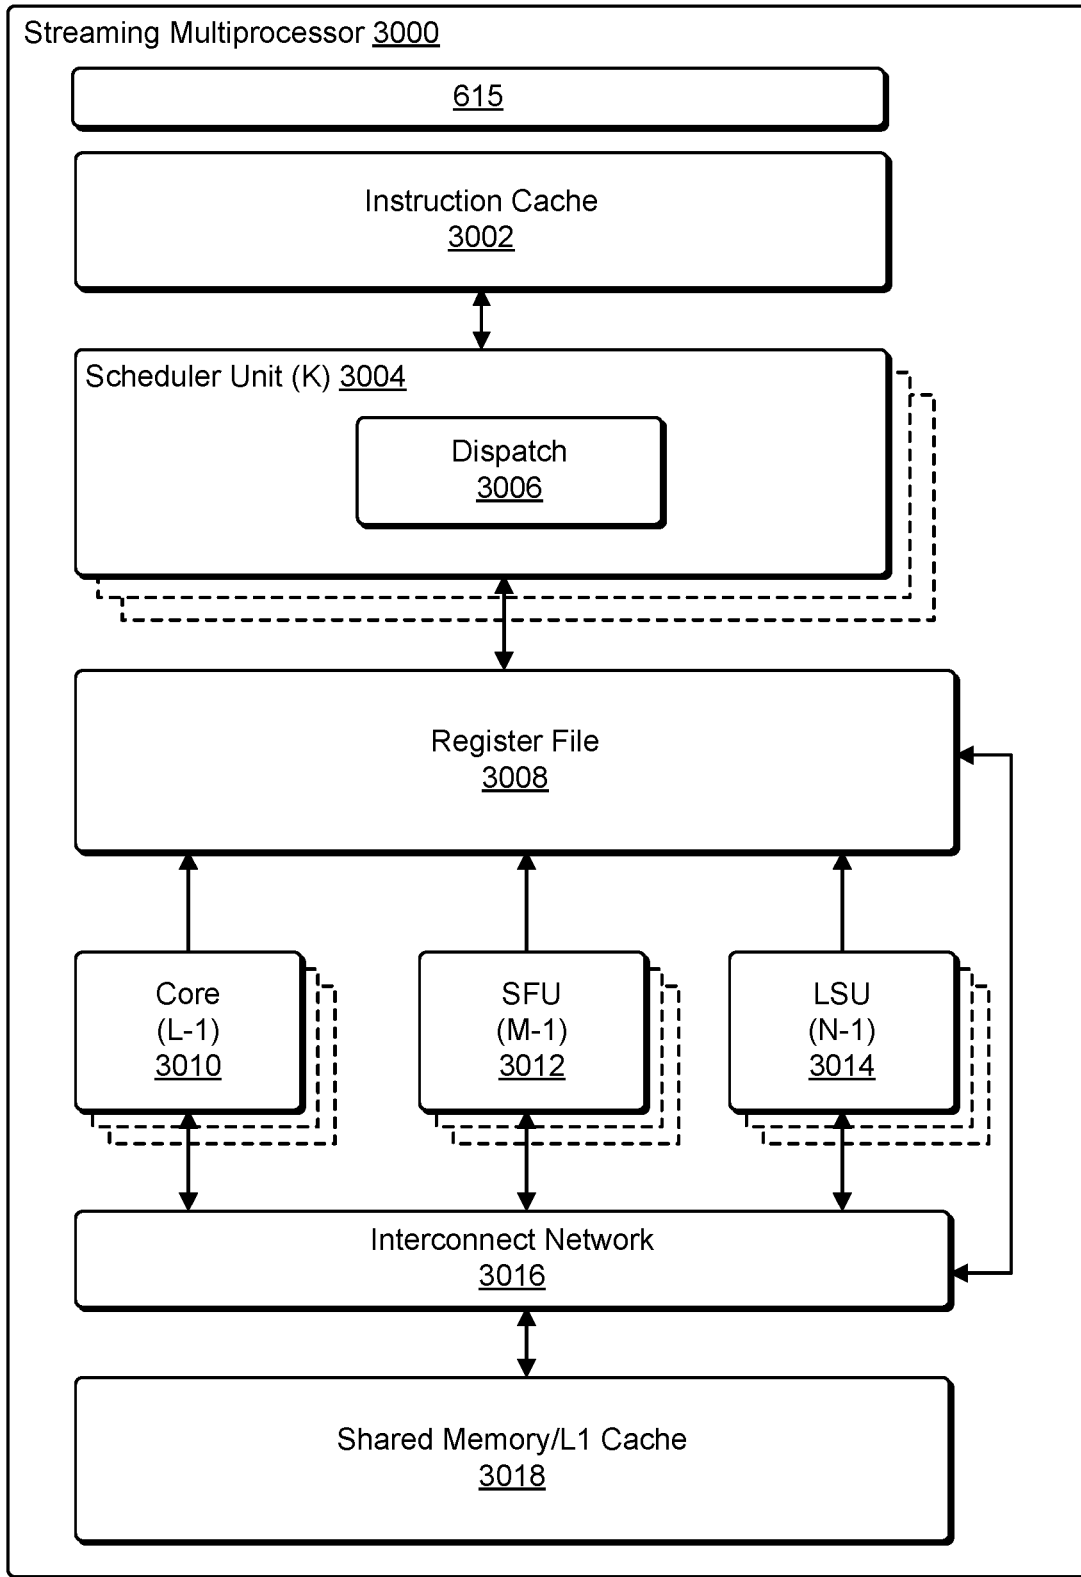 Streaming Multiprocessor 3000
615
Instruction Cache
3002
Scheduler Unit (K) 3004
Dispatch
3006
Register File
3008
Core
(L-1)
3010
SFU
(M-1)
3012
LSU
(N-1)
3014
Interconnect Network
3016
Shared Memory/L1 Cache
3018